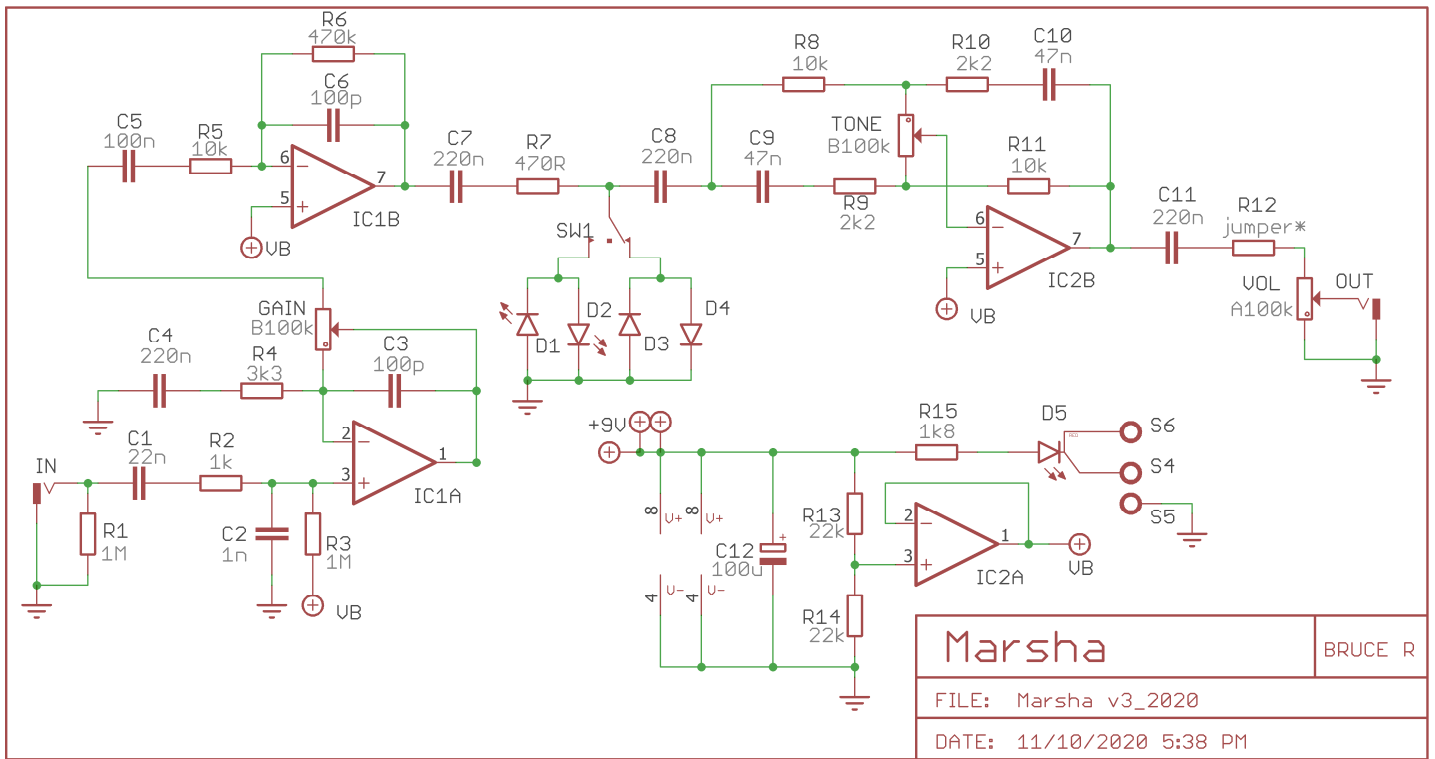 R6
470k
C6
100p
C5
100n
R5
10k
6
5
7
IC1B
VB
C7
220n
R7
470R
C8
220n
C9
47n
R8
10k
R10
2k2
C10
47n
TONE
B100k
R9
2k2
R11
10k
6
5
7
IC2B
VB
C11
220n
R12
jumper*
VOL
A100k
OUT
SW1
D1
D2
D3
D4
GAIN
B100k
C4
220n
R4
3k3
C3
100p
2
3
1
IC1A
IN
C1
22n
R2
1k
R1
1M
C2
1n
R3
1M
VB
+9V
8
V+
8
V+
4
V-
4
V-
C12
+
100u
R13
22k
R14
22k
R15
1k8
D5
RED
S6
S4
S5
2
3
1
IC2A
VB
Marsha
BRUCE R
FILE: Marsha v3_2020
DATE: 11/10/2020 5:38 PM